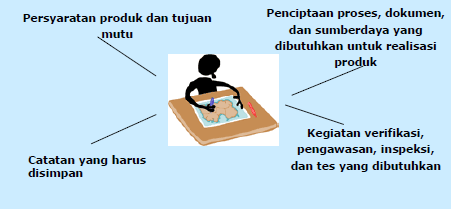 Persyaratan produk dan tujuan
mutu
Penciptaan proses, dokumen,
dan sumberdaya yang
dibutuhkan untuk realisasi
produk
Catatan yang harus
disimpan
Kegiatan verifikasi,
pengawasan, inspeksi,
dan tes yang dibutuhkan